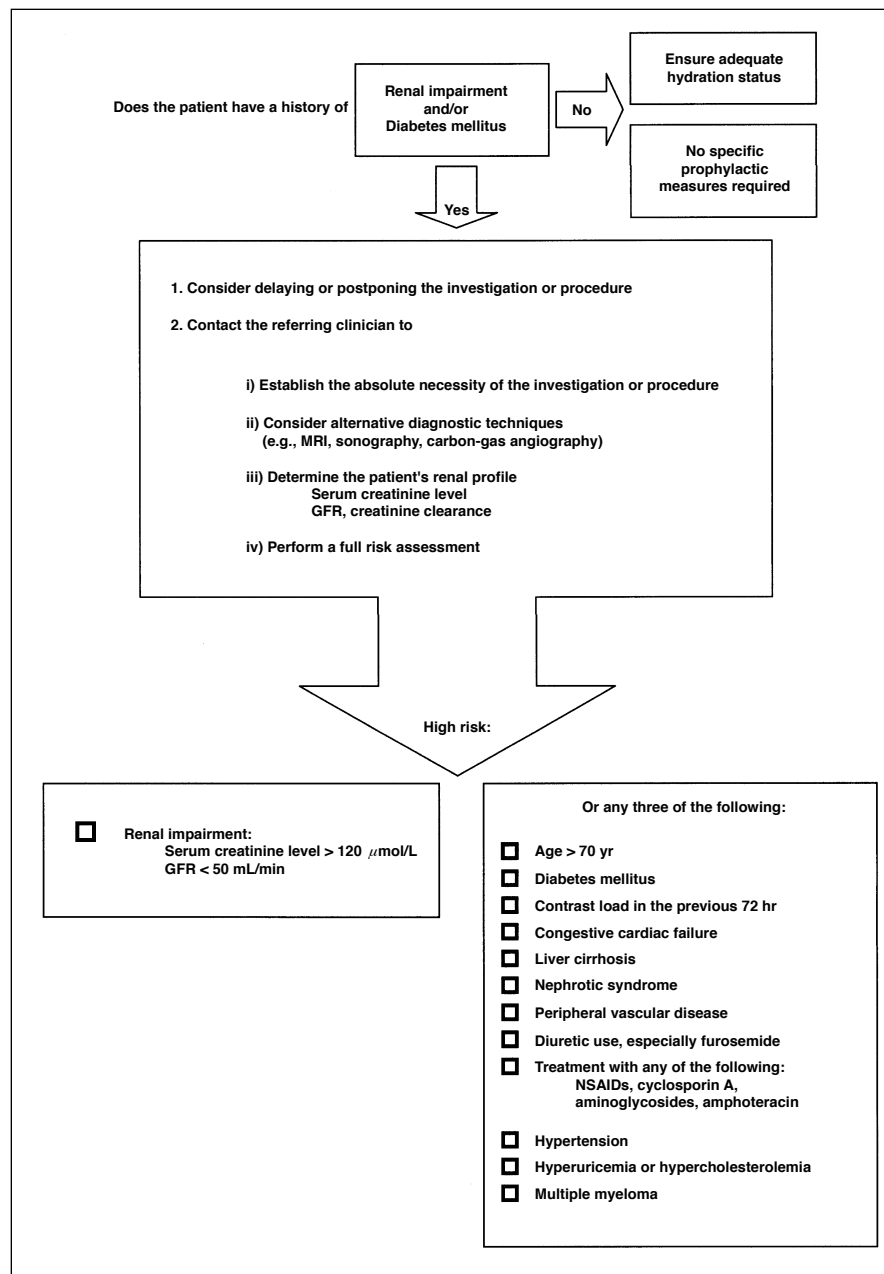 Does the patient have a history of
Renal impairment
and/or
Diabetes mellitus
No
Ensure adequate
hydration status
No specific
prophylactic
measures required
Yes
1. Consider delaying or postponing the investigation or procedure
2. Contact the referring clinician to
i) Establish the absolute necessity of the investigation or procedure
ii) Consider alternative diagnostic techniques
(e.g., MRI, sonography, carbon-gas angiography)
iii) Determine the patient's renal profile
Serum creatinine level
GFR, creatinine clearance
iv) Perform a full risk assessment
High risk:
Renal impairment:
Serum creatinine level > 120 μmol/L
GFR < 50 mL/min
Or any three of the following:
Age > 70 yr
Diabetes mellitus
Contrast load in the previous 72 hr
Congestive cardiac failure
Liver cirrhosis
Nephrotic syndrome
Peripheral vascular disease
Diuretic use, especially furosemide
Treatment with any of the following:
NSAIDs, cyclosporin A,
aminoglycosides, amphoteracin
Hypertension
Hyperuricemia or hypercholesterolemia
Multiple myeloma